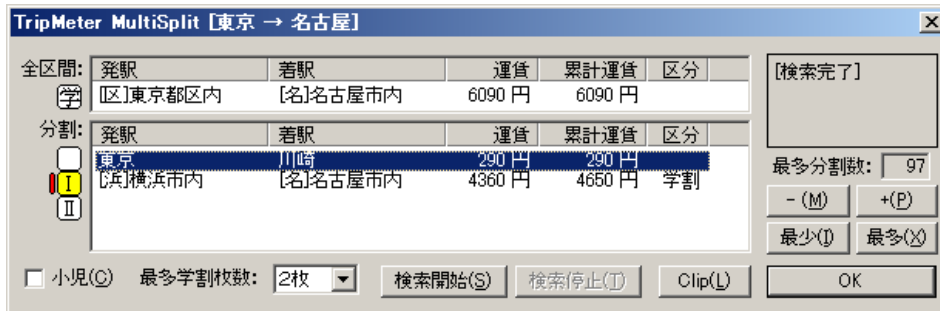 TripMeter MultiSplit [東京 → 名古屋]
全区間: 発駅 着駅 運賃 累計運賃 区分
学 [区]東京都区内 [名]名古屋市内 6090 円 6090 円
[検索完了]
分割: 発駅 着駅 運賃 累計運賃 区分
東京 川崎 290 円 290 円
I [浜]横浜市内 [名]名古屋市内 4360 円 4650 円 学割
II
最多分割数: 97
- (M) +(P)
最少(I) 最多(X)
小児(C) 最多学割枚数: 2枚 検索開始(S) 検索停止(T) Clip(L) OK